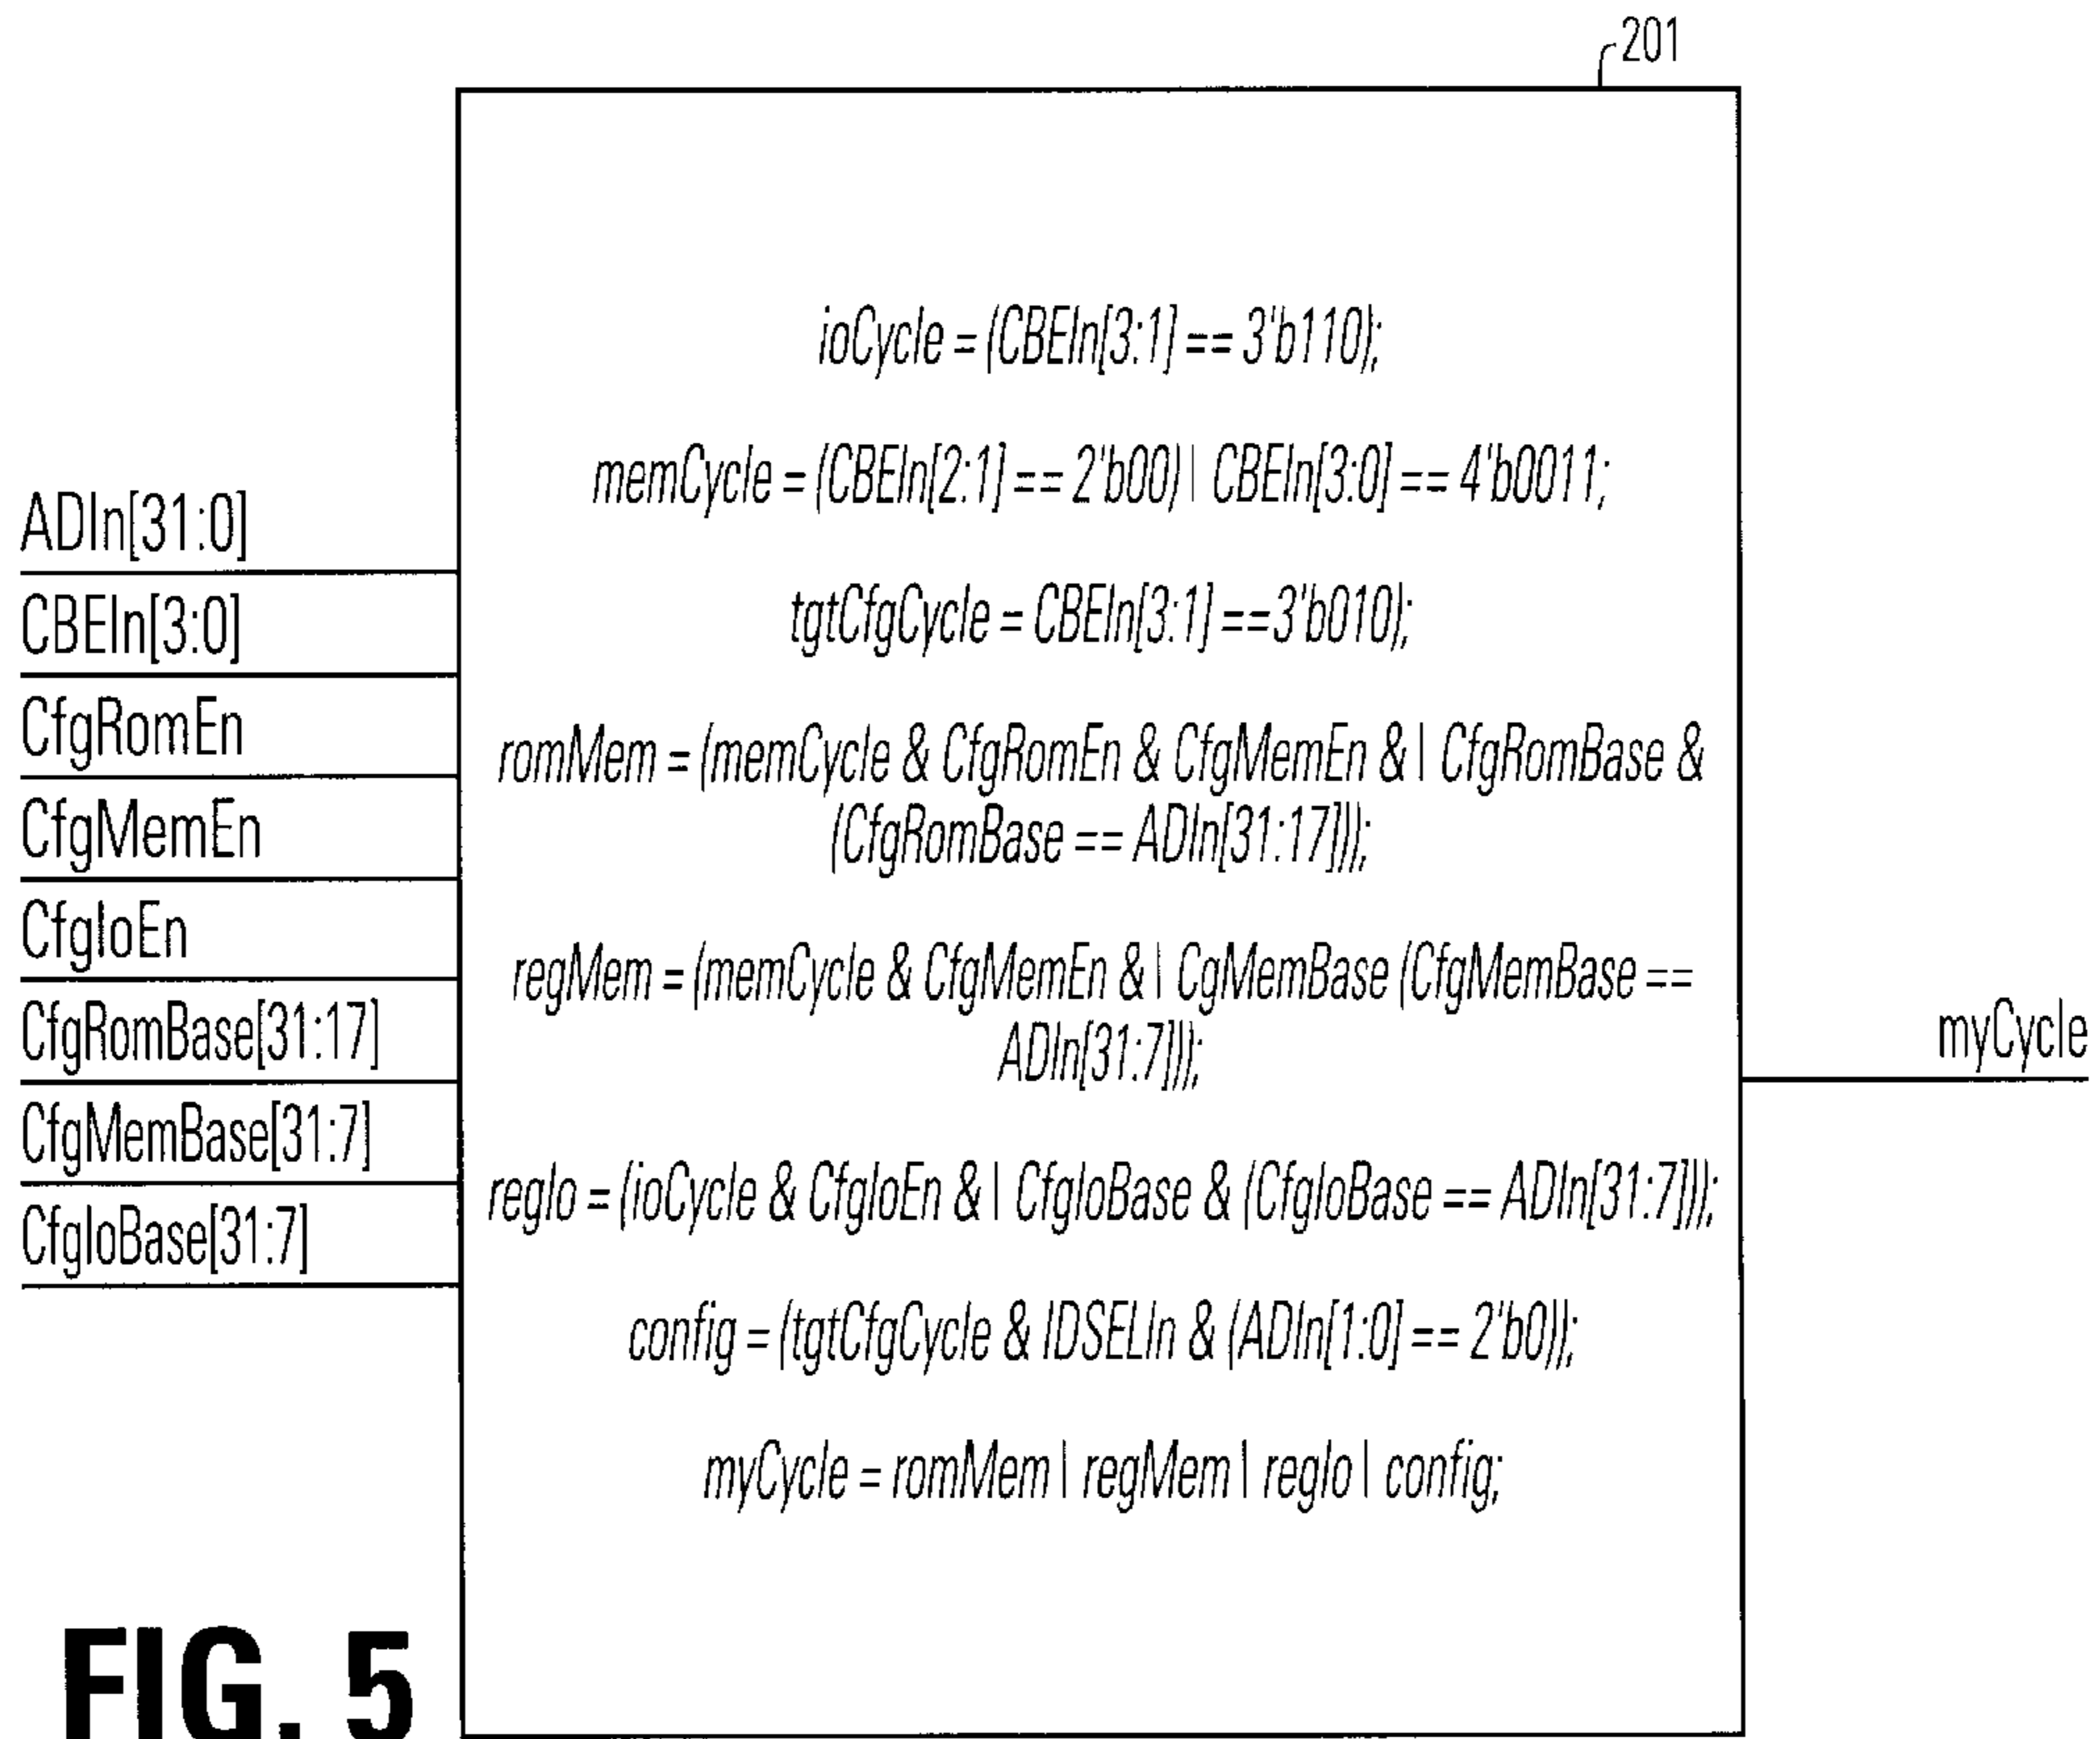 201
ADIn[31:0]
CBEIn[3:0]
CfgRomEn
CfgMemEn
CfgIoEn
CfgRomBase[31:17]
CfgMemBase[31:7]
CfgIoBase[31:7]
ioCycle = (CBEIn[3:1] == 3'b110);
memCycle = (CBEIn[2:1] == 2'b00) | CBEIn[3:0] == 4'b0011;
tgtCfgCycle = CBEIn[3:1] ==3'b010);
romMem = (memCycle & CfgRomEn & CfgMemEn & | CfgRomBase &
(CfgRomBase == ADIn[31:17]));
regMem = (memCycle & CfgMemEn & | CgMemBase (CfgMemBase ==
ADIn[31:7]));
regIo = (ioCycle & CfgIoEn & | CfgIoBase & (CfgIoBase == ADIn[31:7]));
config = (tgtCfgCycle & IDSELIn & (ADIn[1:0] == 2'b0));
myCycle = romMem | regMem | regIo | config;
myCycle
FIG. 5